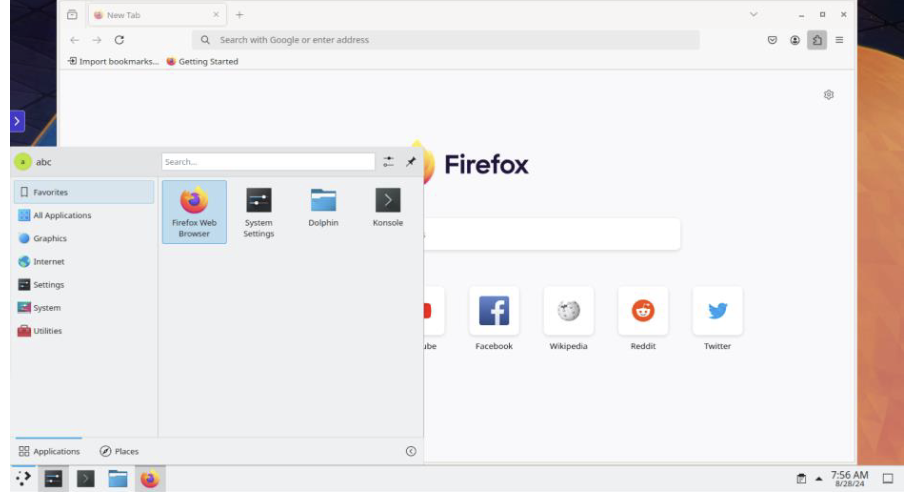 New Tab
Search with Google or enter address
Import bookmarks...
Getting Started
Firefox
a
abc
Search...
Favorites
All Applications
Graphics
Internet
Settings
System
Utilities
Firefox Web
Browser
System
Settings
Dolphin
Konsole
Facebook
Wikipedia
Reddit
Twitter
Applications
Places
7:56 AM
8/28/24